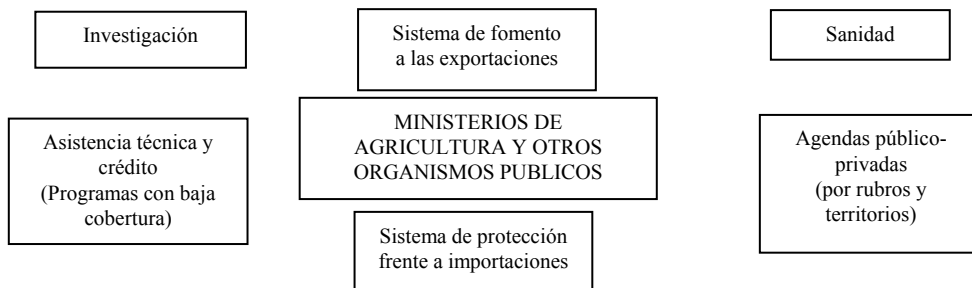 Investigación
Sistema de fomento
a las exportaciones
Sanidad
Asistencia técnica y
crédito
(Programas con baja
cobertura)
MINISTERIOS DE
AGRICULTURA Y OTROS
ORGANISMOS PUBLICOS
Agendas público-
privadas
(por rubros y
territorios)
Sistema de protección
frente a importaciones